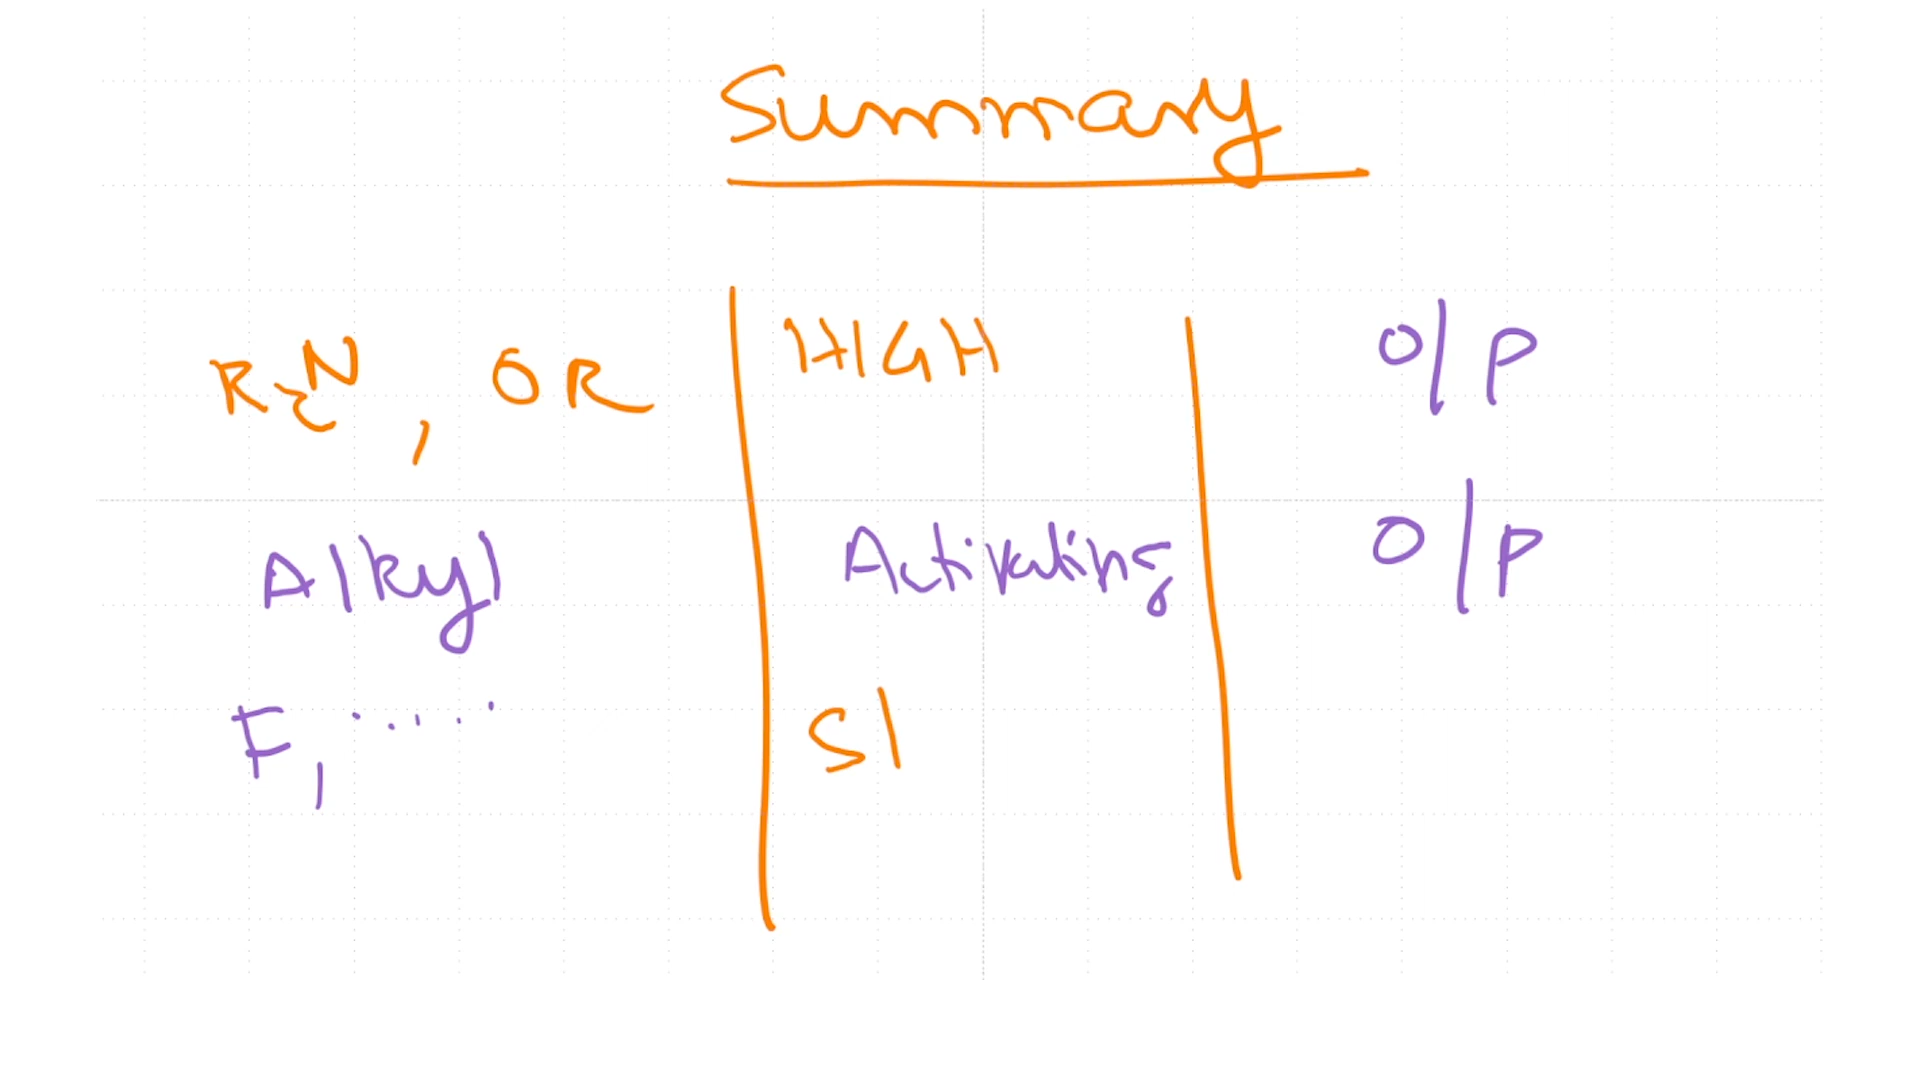 Summary
R₂N, OR HIGH O/P
Alkyl Activating O/P
F, ..... Sl